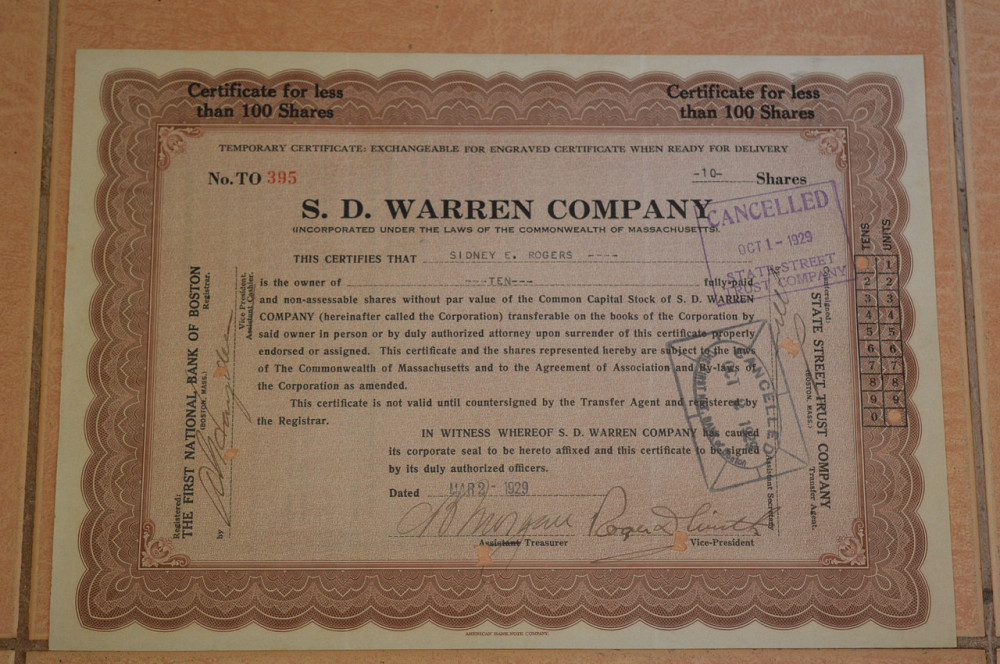 Certificate for less
than 100 Shares
Certificate for less
than 100 Shares
TEMPORARY CERTIFICATE: EXCHANGEABLE FOR ENGRAVED CERTIFICATE WHEN READY FOR DELIVERY
No. TO 395
-10- Shares
S. D. WARREN COMPANY
(INCORPORATED UNDER THE LAWS OF THE COMMONWEALTH OF MASSACHUSETTS)
THIS CERTIFIES THAT SIDNEY E. ROGERS ----
is the owner of ---TEN--- fully-paid
and non-assessable shares without par value of the Common Capital Stock of S. D. WARREN
COMPANY (hereinafter called the Corporation) transferable on the books of the Corporation by
said owner in person or by duly authorized attorney upon surrender of this certificate properly
endorsed or assigned. This certificate and the shares represented hereby are subject to the laws
of The Commonwealth of Massachusetts and to the Agreement of Association and By-laws of
the Corporation as amended.
This certificate is not valid until countersigned by the Transfer Agent and registered by
the Registrar.
IN WITNESS WHEREOF S. D. WARREN COMPANY has caused
its corporate seal to be hereto affixed and this certificate to be signed
by its duly authorized officers.
Dated MAR 2 - 1929
Assistant Treasurer
Vice-President
Registered:
THE FIRST NATIONAL BANK OF BOSTON
(BOSTON, MASS.)
Registrar.
by
Vice President.
Assistant Cashier.
CANCELLED
OCT 1 - 1929
STATE STREET
TRUST COMPANY
CANCELLED
OCT 2 1929
Countersigned:
STATE STREET TRUST COMPANY
(BOSTON, MASS.)
Transfer Agent.
Assistant Secretary
TENS UNITS
1
2 2
3 3
4 4
5 5
6 6
7 7
8 8
9 9
0
AMERICAN BANK NOTE COMPANY